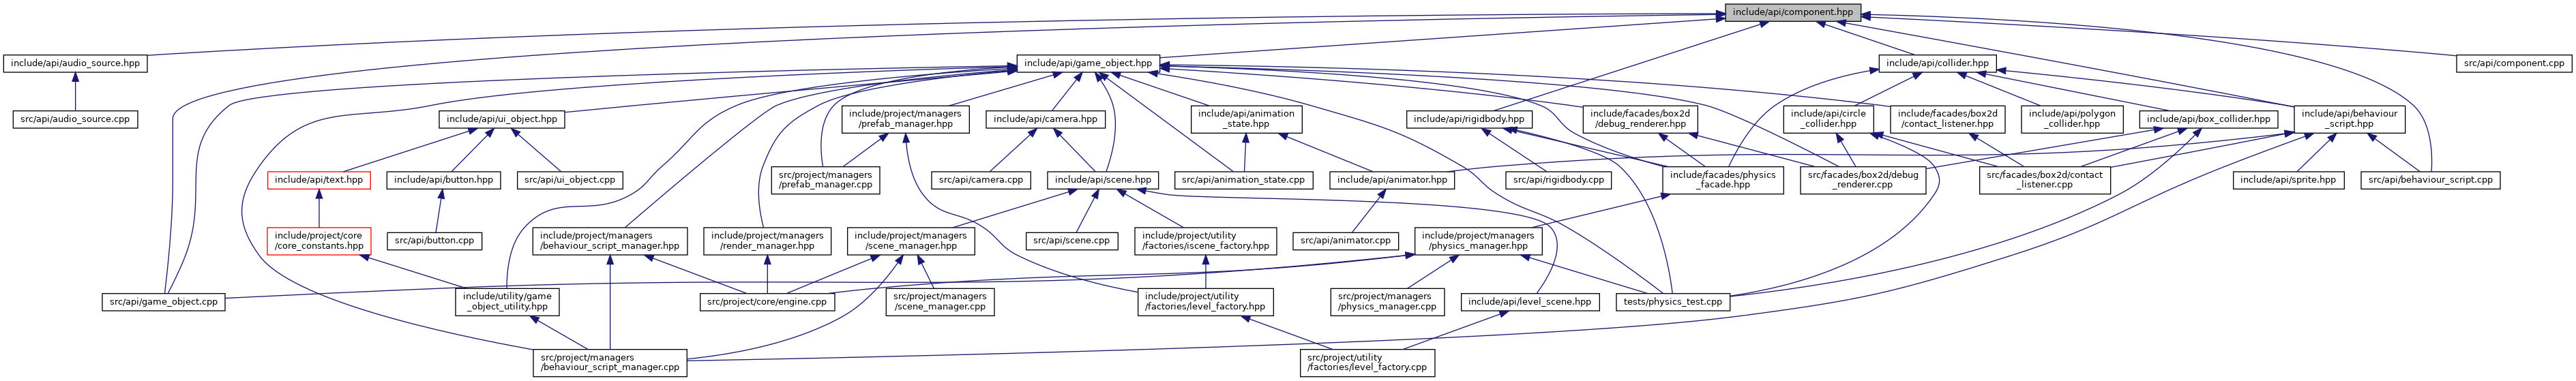 include/api/component.hpp
include/api/audio_source.hpp
include/api/game_object.hpp
include/api/collider.hpp
src/api/component.cpp
src/api/audio_source.cpp
include/api/ui_object.hpp
include/project/managers
/prefab_manager.hpp
include/api/camera.hpp
include/api/animation
_state.hpp
include/api/rigidbody.hpp
include/facades/box2d
/debug_renderer.hpp
include/api/circle
_collider.hpp
include/facades/box2d
/contact_listener.hpp
include/api/polygon
_collider.hpp
include/api/box_collider.hpp
include/api/behaviour
_script.hpp
include/api/text.hpp
include/api/button.hpp
src/api/ui_object.cpp
src/project/managers
/prefab_manager.cpp
src/api/camera.cpp
include/api/scene.hpp
src/api/animation_state.cpp
include/api/animator.hpp
src/api/rigidbody.cpp
include/facades/physics
_facade.hpp
src/facades/box2d/debug
_renderer.cpp
src/facades/box2d/contact
_listener.cpp
include/api/sprite.hpp
src/api/behaviour_script.cpp
include/project/core
/core_constants.hpp
src/api/button.cpp
include/project/managers
/behaviour_script_manager.hpp
include/project/managers
/render_manager.hpp
include/project/managers
/scene_manager.hpp
src/api/scene.cpp
include/project/utility
/factories/iscene_factory.hpp
src/api/animator.cpp
include/project/managers
/physics_manager.hpp
src/api/game_object.cpp
include/utility/game
_object_utility.hpp
src/project/core/engine.cpp
src/project/managers
/scene_manager.cpp
include/project/utility
/factories/level_factory.hpp
src/project/managers
/physics_manager.cpp
include/api/level_scene.hpp
tests/physics_test.cpp
src/project/managers
/behaviour_script_manager.cpp
src/project/utility
/factories/level_factory.cpp